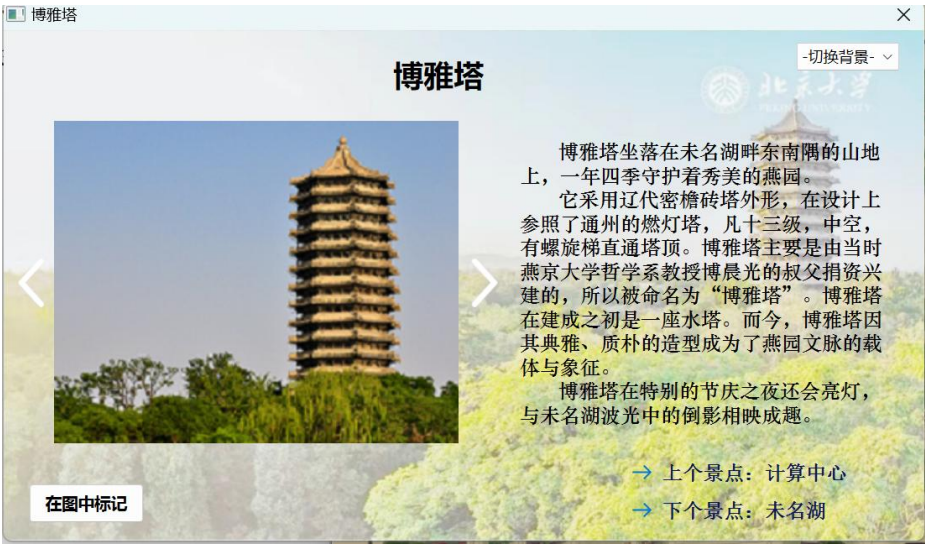 博雅塔
-切换背景-
博雅塔
北京大学
PEKING UNIVERSITY
博雅塔坐落在未名湖畔东南隅的山地
上，一年四季守护着秀美的燕园。
它采用辽代密檐砖塔外形，在设计上
参照了通州的燃灯塔，凡十三级，中空，
有螺旋梯直通塔顶。博雅塔主要是由当时
燕京大学哲学系教授博晨光的叔父捐资兴
建的，所以被命名为“博雅塔”。博雅塔
在建成之初是一座水塔。而今，博雅塔因
其典雅、质朴的造型成为了燕园文脉的载
体与象征。
博雅塔在特别的节庆之夜还会亮灯，
与未名湖波光中的倒影相映成趣。
→ 上个景点：计算中心
→ 下个景点：未名湖
在图中标记